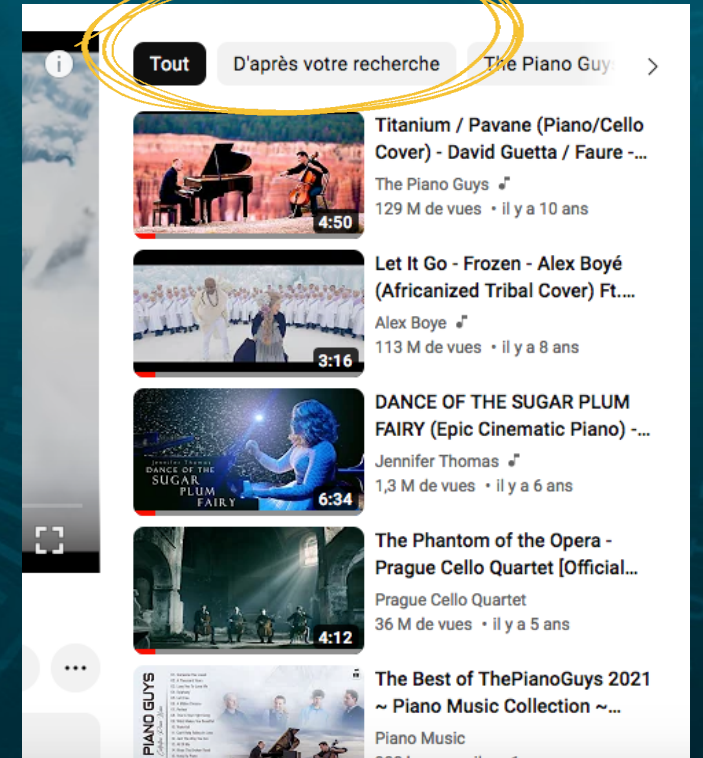 Tout
D'après votre recherche
The Piano Guy
Titanium / Pavane (Piano/Cello
Cover) - David Guetta / Faure -...
The Piano Guys
129 M de vues • il y a 10 ans
4:50
Let It Go - Frozen - Alex Boyé
(Africanized Tribal Cover) Ft....
Alex Boye
113 M de vues • il y a 8 ans
3:16
DANCE OF THE SUGAR PLUM
FAIRY (Epic Cinematic Piano) -...
Jennifer Thomas
1,3 M de vues • il y a 6 ans
Jennifer Thomas
DANCE OF THE
SUGAR
PLUM
FAIRY
6:34
The Phantom of the Opera -
Prague Cello Quartet [Official...
Prague Cello Quartet
36 M de vues • il y a 5 ans
4:12
The Best of ThePianoGuys 2021
~ Piano Music Collection ~...
Piano Music
PIANO GUYS